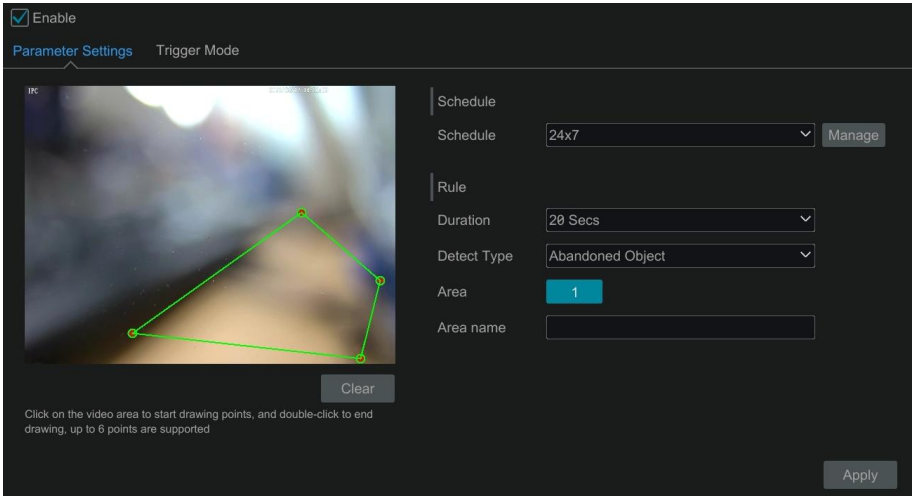 Enable
Parameter Settings Trigger Mode
IPC
Schedule
Schedule 24x7 Manage
Rule
Duration 20 Secs
Detect Type Abandoned Object
Area 1
Area name
Clear
Click on the video area to start drawing points, and double-click to end
drawing, up to 6 points are supported
Apply